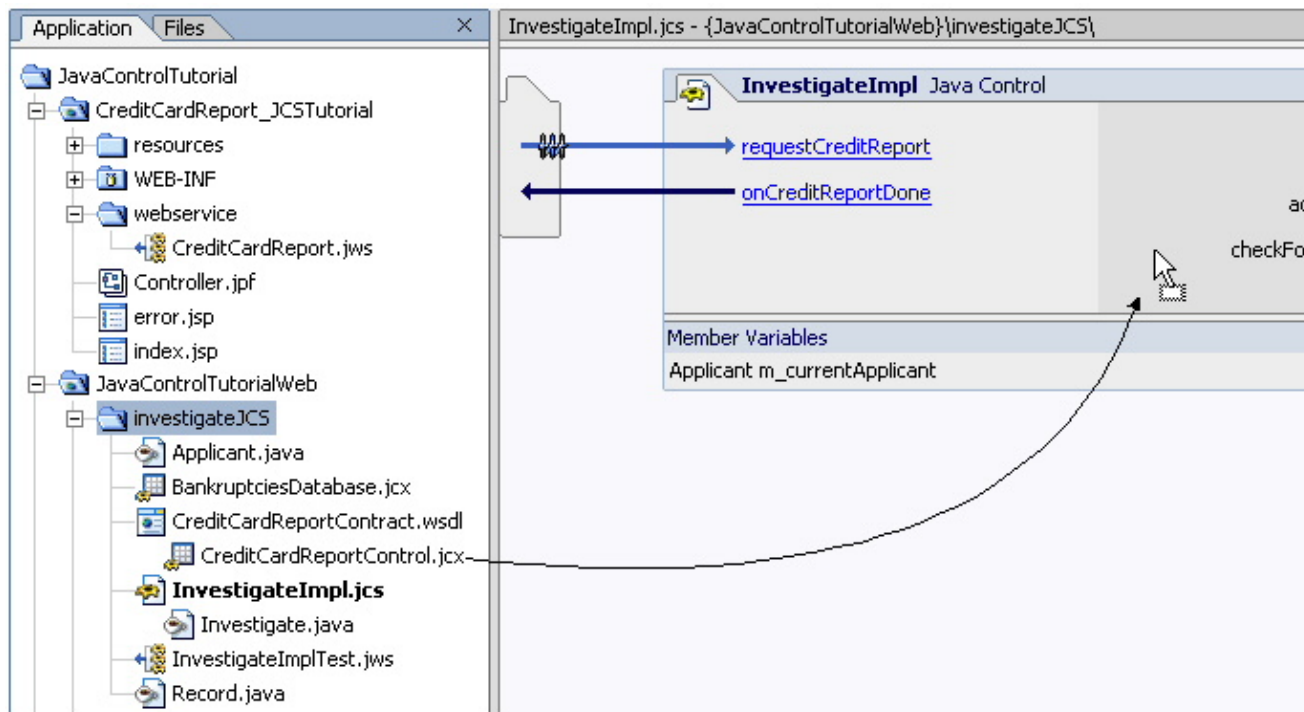 Application Files
JavaControlTutorial
CreditCardReport_JCSTutorial
resources
WEB-INF
webservice
CreditCardReport.jws
Controller.jpf
error.jsp
index.jsp
JavaControlTutorialWeb
investigateJCS
Applicant.java
BankruptciesDatabase.jcx
CreditCardReportContract.wsdl
CreditCardReportControl.jcx
InvestigateImpl.jcs
Investigate.java
InvestigateImplTest.jws
Record.java
InvestigateImpl.jcs - {JavaControlTutorialWeb}\investigateJCS\
InvestigateImpl Java Control
requestCreditReport
onCreditReportDone
ac
checkFo
Member Variables
Applicant m_currentApplicant